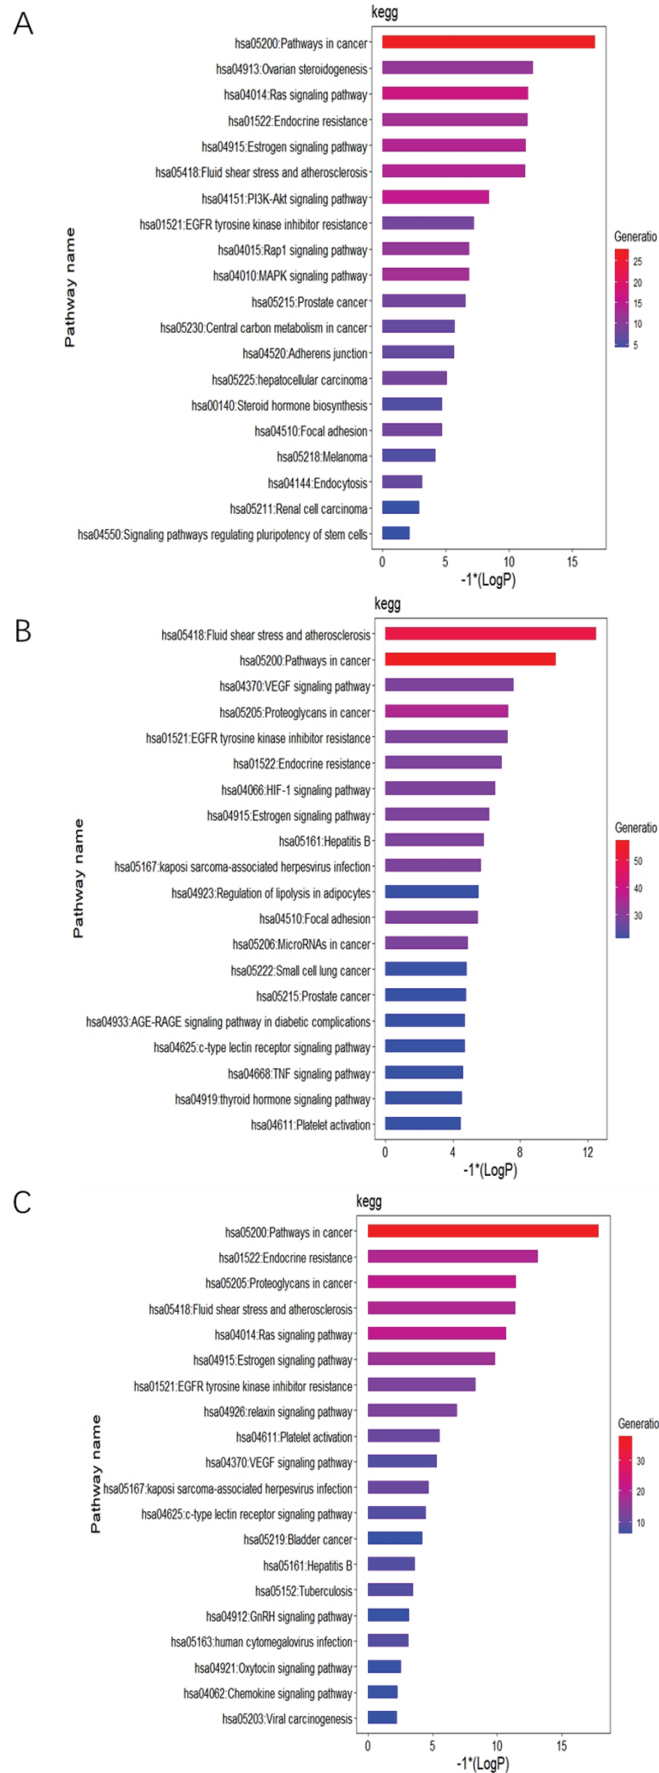 A
kegg
hsa05200:Pathways in cancer
hsa04913:Ovarian steroidogenesis
hsa04014:Ras signaling pathway
hsa01522:Endocrine resistance
hsa04915:Estrogen signaling pathway
hsa05418:Fluid shear stress and atherosclerosis
hsa04151:PI3K-Akt signaling pathway
hsa01521:EGFR tyrosine kinase inhibitor resistance
hsa04015:Rap1 signaling pathway
hsa04010:MAPK signaling pathway
hsa05215:Prostate cancer
hsa05230:Central carbon metabolism in cancer
hsa04520:Adherens junction
hsa05225:hepatocellular carcinoma
hsa00140:Steroid hormone biosynthesis
hsa04510:Focal adhesion
hsa05218:Melanoma
hsa04144:Endocytosis
hsa05211:Renal cell carcinoma
hsa04550:Signaling pathways regulating pluripotency of stem cells
Pathway name
0 5 10 15
-1*(LogP)
Generatio
25
20
15
10
5
B
kegg
hsa05418:Fluid shear stress and atherosclerosis
hsa05200:Pathways in cancer
hsa04370:VEGF signaling pathway
hsa05205:Proteoglycans in cancer
hsa01521:EGFR tyrosine kinase inhibitor resistance
hsa01522:Endocrine resistance
hsa04066:HIF-1 signaling pathway
hsa04915:Estrogen signaling pathway
hsa05161:Hepatitis B
hsa05167:kaposi sarcoma-associated herpesvirus infection
hsa04923:Regulation of lipolysis in adipocytes
hsa04510:Focal adhesion
hsa05206:MicroRNAs in cancer
hsa05222:Small cell lung cancer
hsa05215:Prostate cancer
hsa04933:AGE-RAGE signaling pathway in diabetic complications
hsa04625:c-type lectin receptor signaling pathway
hsa04668:TNF signaling pathway
hsa04919:thyroid hormone signaling pathway
hsa04611:Platelet activation
Pathway name
0 4 8 12
-1*(LogP)
Generatio
50
40
30
C
kegg
hsa05200:Pathways in cancer
hsa01522:Endocrine resistance
hsa05205:Proteoglycans in cancer
hsa05418:Fluid shear stress and atherosclerosis
hsa04014:Ras signaling pathway
hsa04915:Estrogen signaling pathway
hsa01521:EGFR tyrosine kinase inhibitor resistance
hsa04926:relaxin signaling pathway
hsa04611:Platelet activation
hsa04370:VEGF signaling pathway
hsa05167:kaposi sarcoma-associated herpesvirus infection
hsa04625:c-type lectin receptor signaling pathway
hsa05219:Bladder cancer
hsa05161:Hepatitis B
hsa05152:Tuberculosis
hsa04912:GnRH signaling pathway
hsa05163:human cytomegalovirus infection
hsa04921:Oxytocin signaling pathway
hsa04062:Chemokine signaling pathway
hsa05203:Viral carcinogenesis
Pathway name
0 5 10 15
-1*(LogP)
Generatio
30
20
10